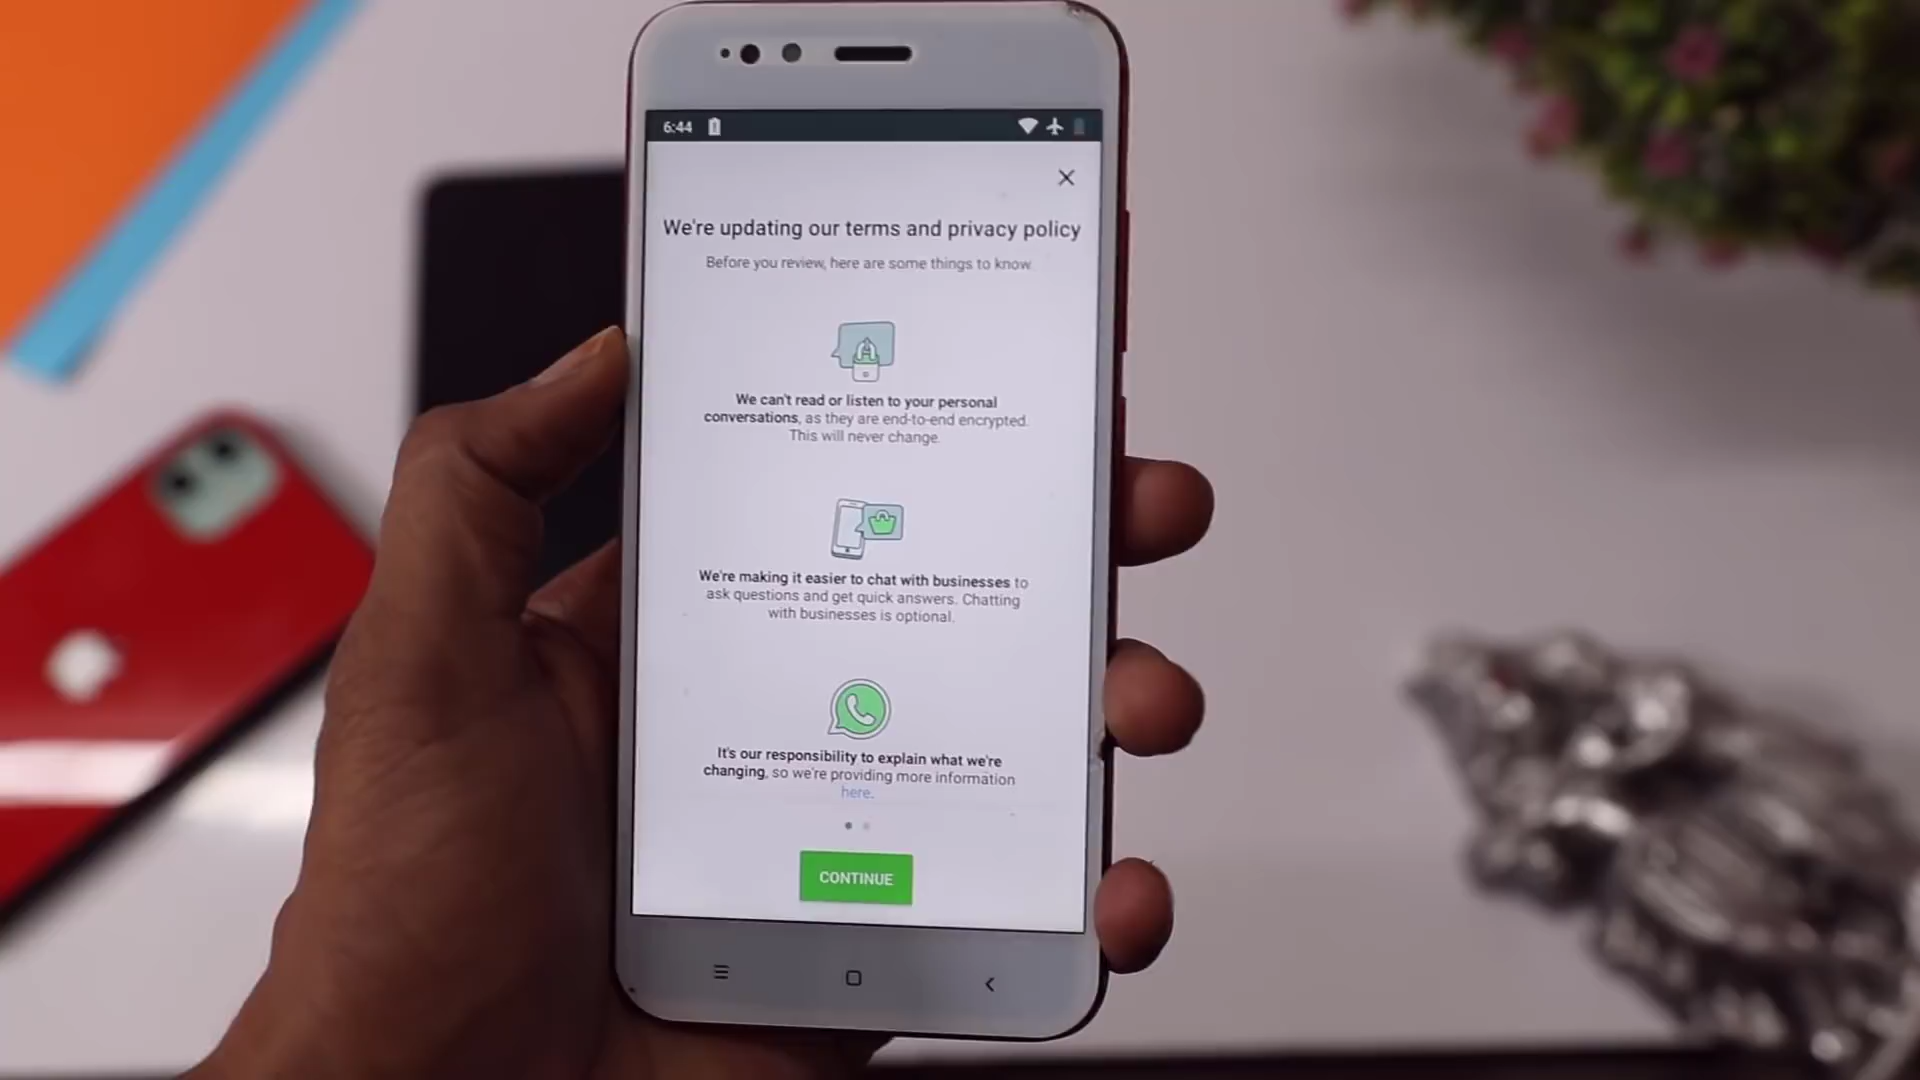 6:44
We're updating our terms and privacy policy
Before you review, here are some things to know.
We can't read or listen to your personal
conversations, as they are end-to-end encrypted.
This will never change.
We're making it easier to chat with businesses to
ask questions and get quick answers. Chatting
with businesses is optional.
It's our responsibility to explain what we're
changing, so we're providing more information
here.
CONTINUE